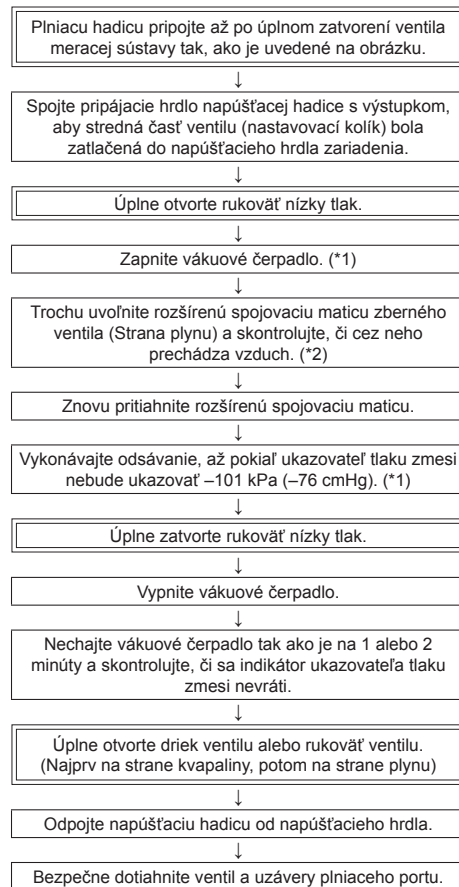 Plniacu hadicu pripojte až po úplnom zatvorení ventila
meracej sústavy tak, ako je uvedené na obrázku.
↓
Spojte pripájacie hrdlo napúšťacej hadice s výstupkom,
aby stredná časť ventilu (nastavovací kolík) bola
zatlačená do napúšťacieho hrdla zariadenia.
↓
Úplne otvorte rukoväť nízky tlak.
↓
Zapnite vákuové čerpadlo. (*1)
↓
Trochu uvoľnite rozšírenú spojovaciu maticu zberného
ventila (Strana plynu) a skontrolujte, či cez neho
prechádza vzduch. (*2)
↓
Znovu pritiahnite rozšírenú spojovaciu maticu.
↓
Vykonávajte odsávanie, až pokiaľ ukazovateľ tlaku zmesi
nebude ukazovať –101 kPa (–76 cmHg). (*1)
↓
Úplne zatvorte rukoväť nízky tlak.
↓
Vypnite vákuové čerpadlo.
↓
Nechajte vákuové čerpadlo tak ako je na 1 alebo 2
minúty a skontrolujte, či sa indikátor ukazovateľa tlaku
zmesi nevráti.
↓
Úplne otvorte driek ventilu alebo rukoväť ventilu.
(Najprv na strane kvapaliny, potom na strane plynu)
↓
Odpojte napúšťaciu hadicu od napúšťacieho hrdla.
↓
Bezpečne dotiahnite ventil a uzávery plniaceho portu.